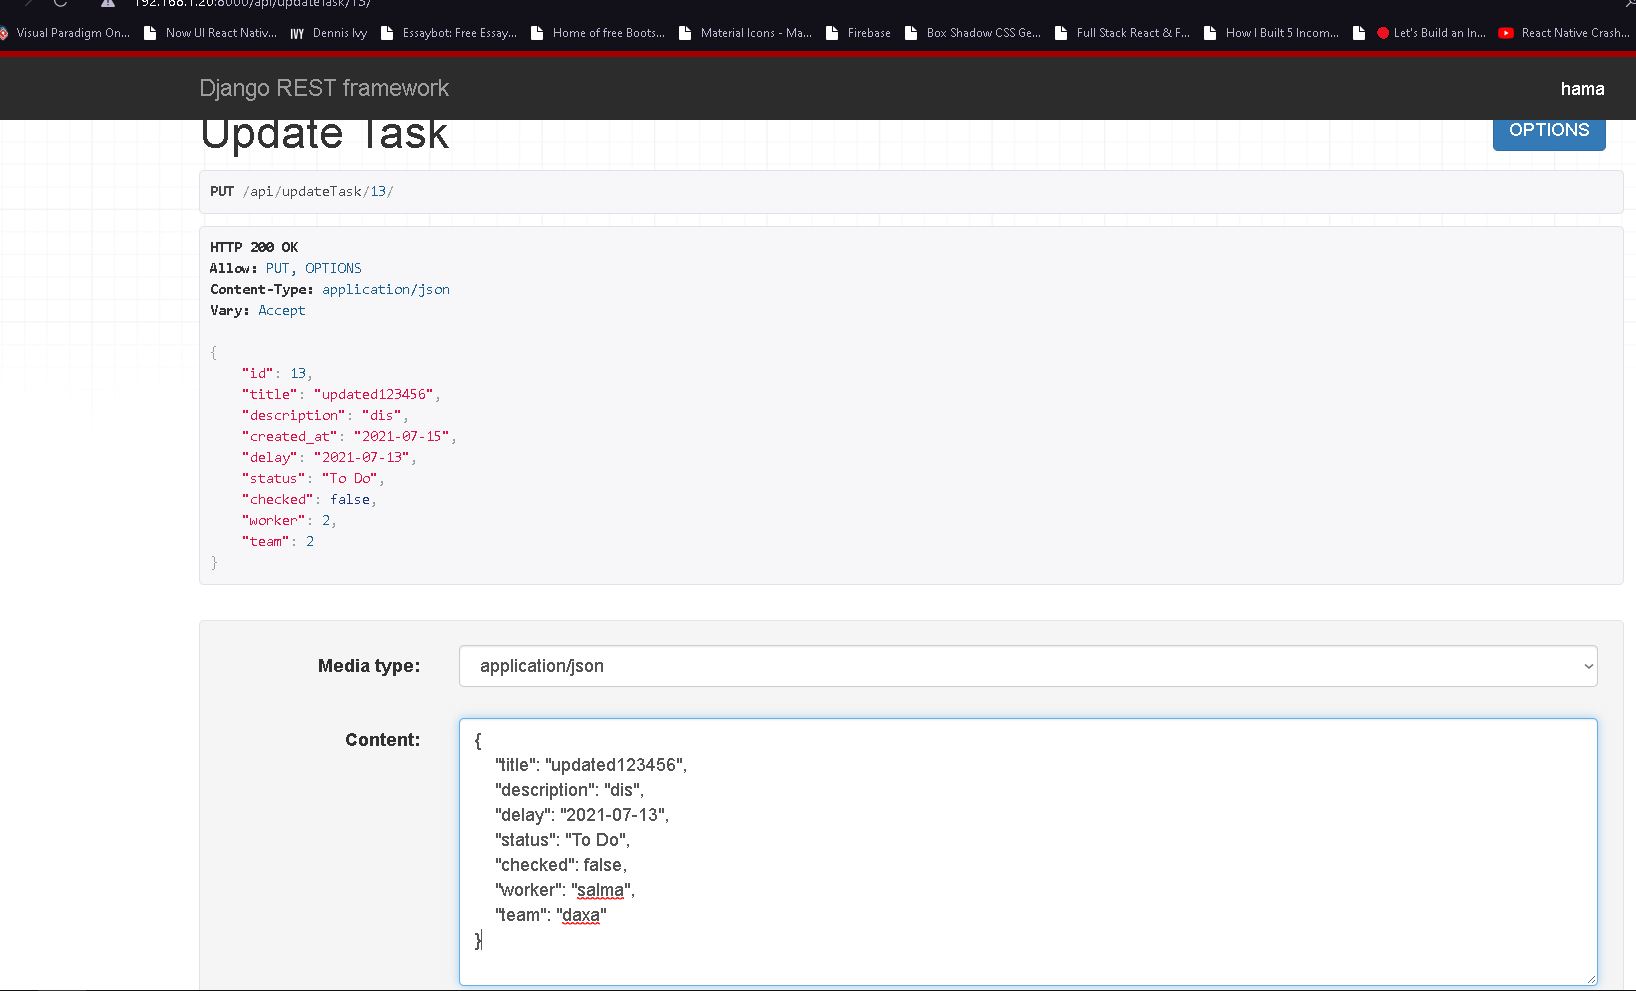 192.168.1.20:8000/api/updateTask/13/
Visual Paradigm On... Now UI React Nativ... IVY Dennis Ivy Essaybot: Free Essay... Home of free Boots... Material Icons - Ma... Firebase Box Shadow CSS Ge... Full Stack React & F... How I Built 5 Incom... Let's Build an In... React Native Crash...
Django REST framework hama
Update Task OPTIONS
PUT /api/updateTask/13/
HTTP 200 OK
Allow: PUT, OPTIONS
Content-Type: application/json
Vary: Accept
{
"id": 13,
"title": "updated123456",
"description": "dis",
"created_at": "2021-07-15",
"delay": "2021-07-13",
"status": "To Do",
"checked": false,
"worker": 2,
"team": 2
}
Media type: application/json
Content: {
"title": "updated123456",
"description": "dis",
"delay": "2021-07-13",
"status": "To Do",
"checked": false,
"worker": "salma",
"team": "daxa"
}